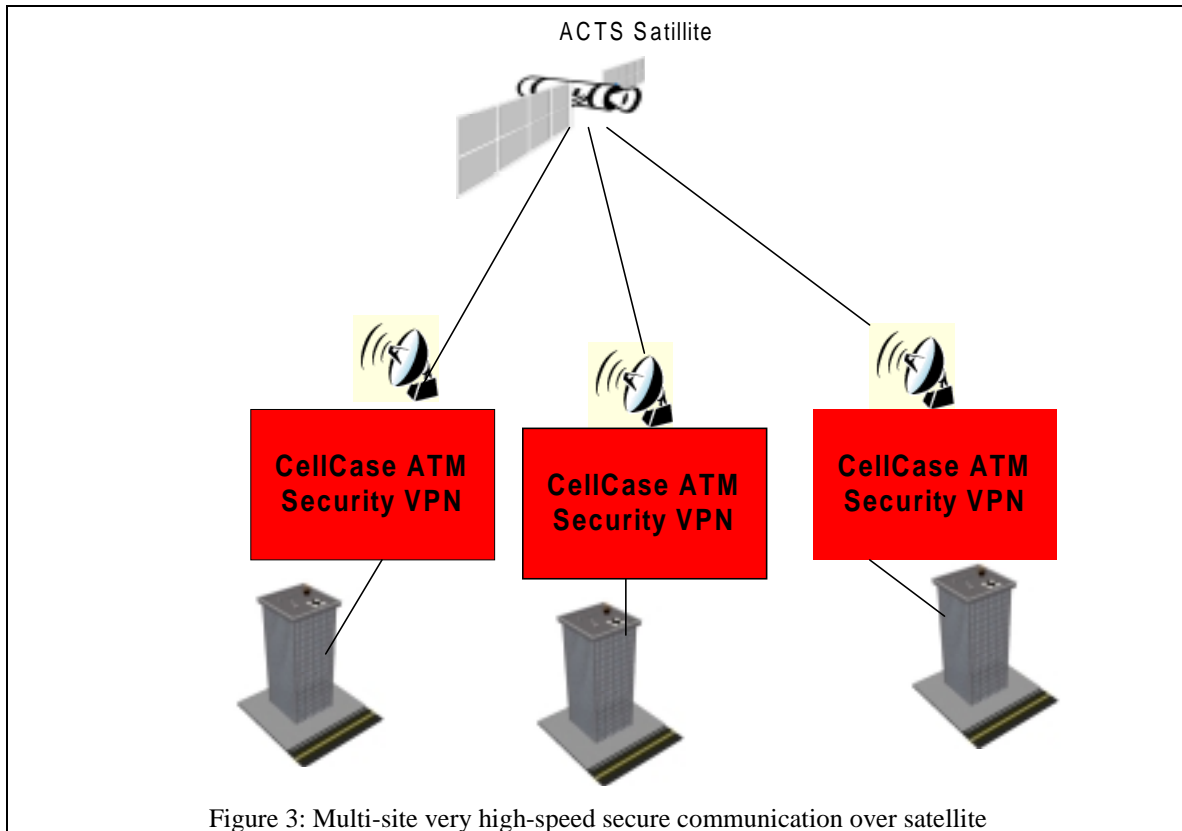 ACTS Satillite
CellCase ATM
Security VPN
CellCase ATM
Security VPN
CellCase ATM
Security VPN
Figure 3: Multi-site very high-speed secure communication over satellite